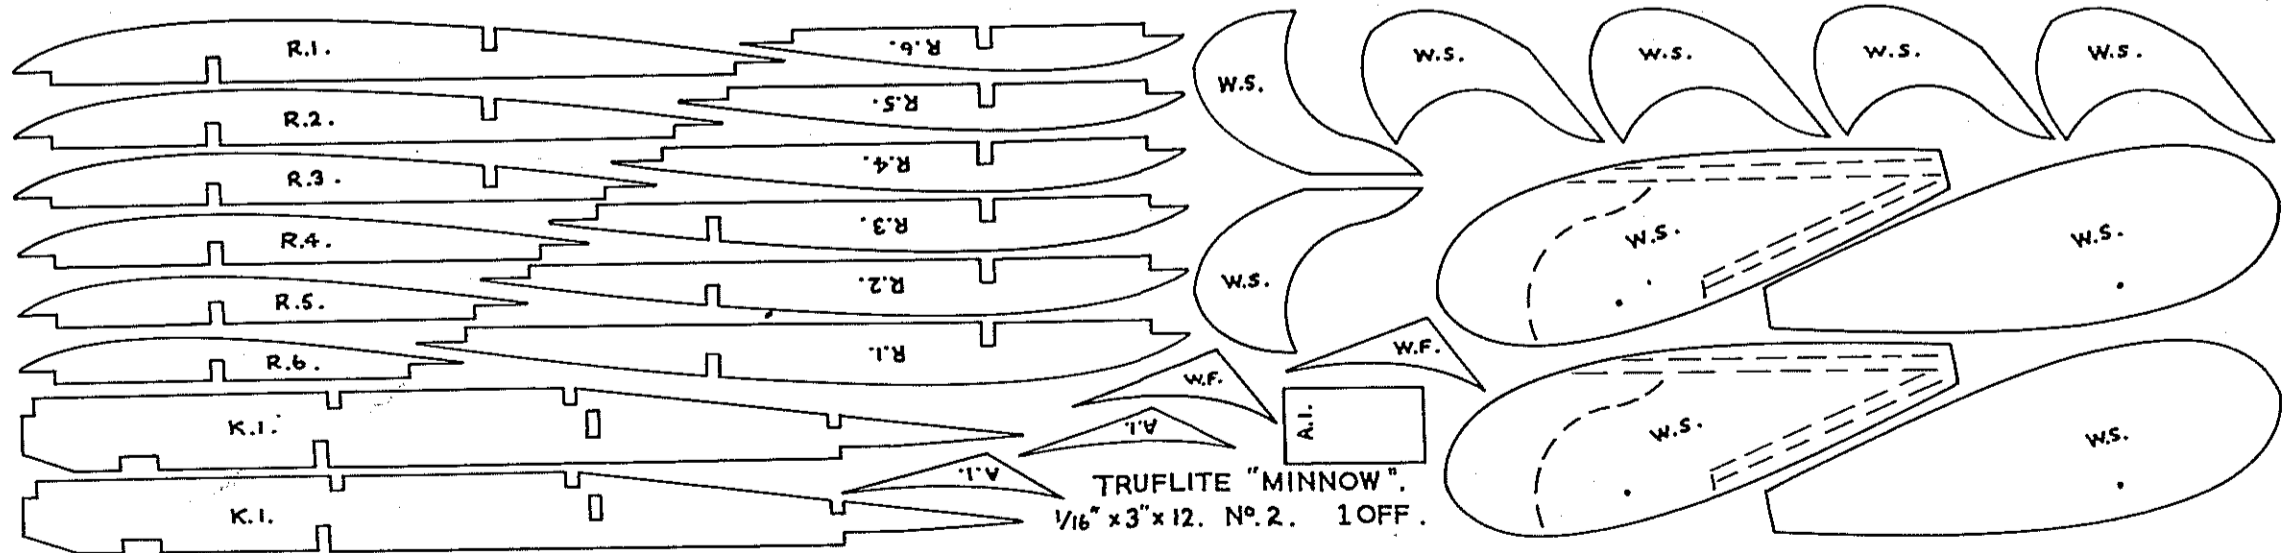 R.1.
R.2.
R.3.
R.4.
R.5.
R.6.
K.1.
K.1.
R.6.
R.5.
R.4.
R.3.
R.2.
R.1.
W.S.
W.S.
W.S.
W.S.
W.S.
W.S.
W.S.
W.S.
W.S.
W.S.
W.F.
W.F.
A.1.
A.1.
A.1.
TRUFLITE "MINNOW".
1/16" x 3" x 12. No. 2. 1 OFF.